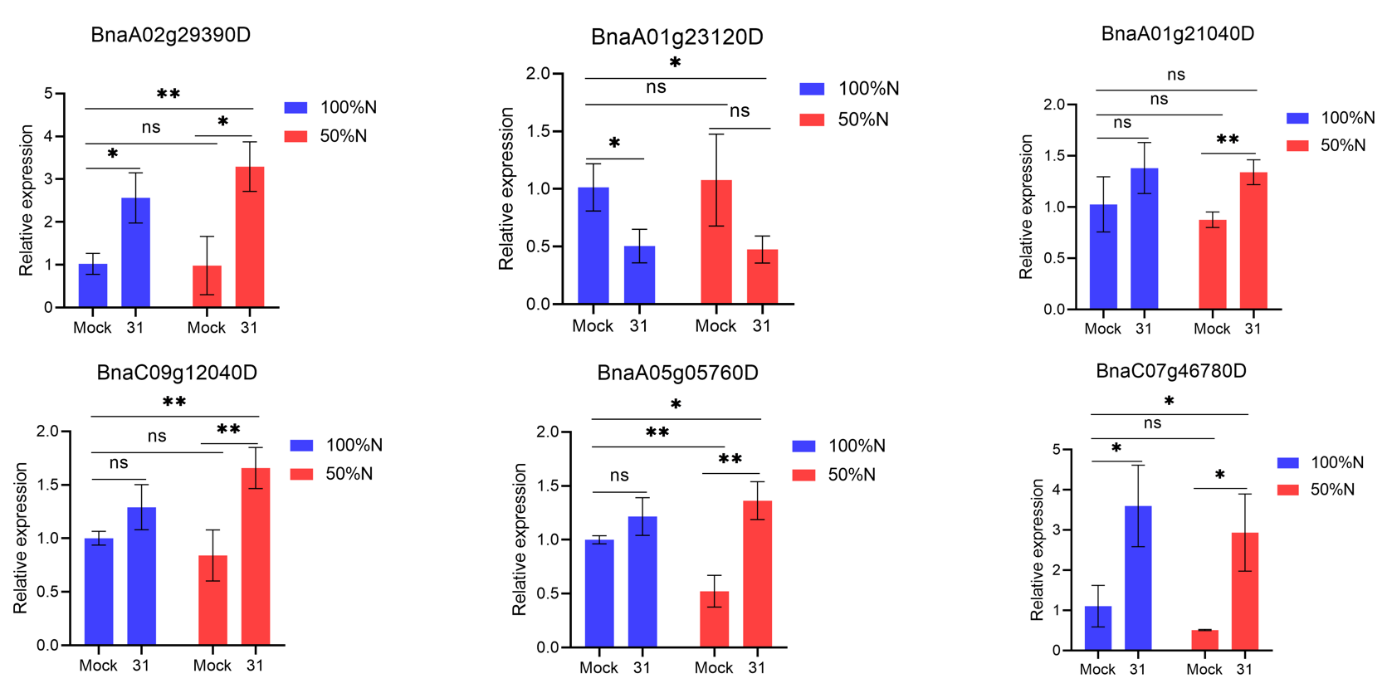 BnaA02g29390D
Relative expression
5
4
3
2
1
0
**
ns
*
*
Mock 31 Mock 31
100%N
50%N
BnaA01g23120D
Relative expression
2.0
1.5
1.0
0.5
0.0
*
ns
ns
*
Mock 31 Mock 31
100%N
50%N
BnaA01g21040D
Relative expression
2.0
1.5
1.0
0.5
0.0
ns
ns
ns
**
Mock 31 Mock 31
100%N
50%N
BnaC09g12040D
Relative expression
2.0
1.5
1.0
0.5
0.0
**
ns
**
ns
Mock 31 Mock 31
100%N
50%N
BnaA05g05760D
Relative expression
2.0
1.5
1.0
0.5
0.0
*
**
**
ns
Mock 31 Mock 31
100%N
50%N
BnaC07g46780D
Relative expression
5
4
3
2
1
0
*
ns
*
*
Mock 31 Mock 31
100%N
50%N